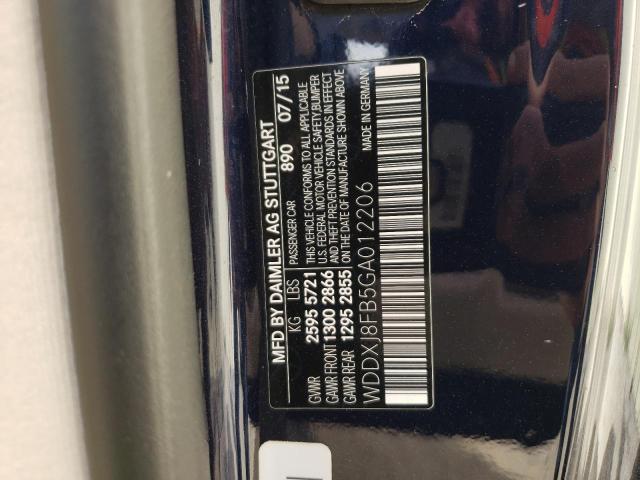 MFD BY DAIMLER AG STUTTGART
PASSENGER CAR 890 07/15
KG LBS
GVWR 2595 5721
GAWR FRONT 1300 2866
GAWR REAR 1295 2855
THIS VEHICLE CONFORMS TO ALL APPLICABLE
U.S. FEDERAL MOTOR VEHICLE SAFETY,BUMPER
AND THEFT PREVENTION STANDARDS IN EFFECT
ON THE DATE OF MANUFACTURE SHOWN ABOVE
WDDXJ8FB5GA012206
MADE IN GERMANY